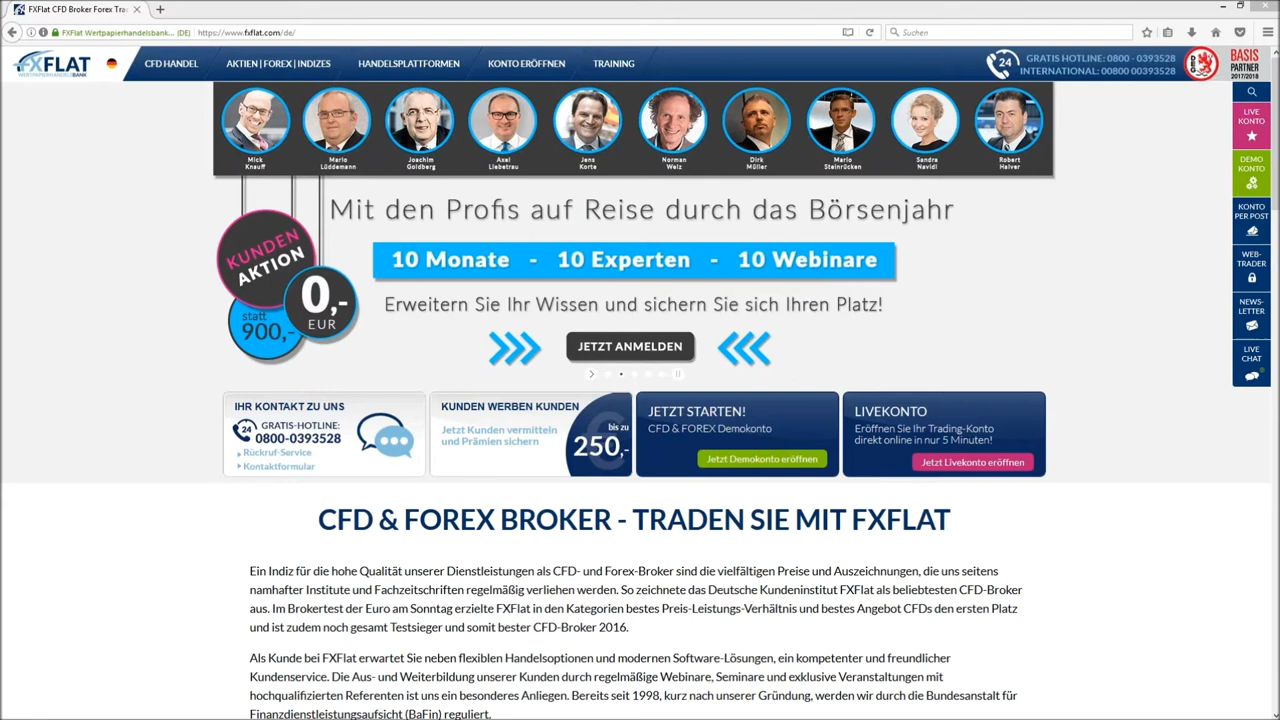 FXFlat CFD Broker Forex Tra
FXFlat Wertpapierhandelsbank... (DE)
https://www.fxflat.com/de/
Suchen
FXFLAT
WERTPAPIERHANDELSBANK
CFD HANDEL
AKTIEN | FOREX | INDIZES
HANDELSPLATTFORMEN
KONTO ERÖFFNEN
TRAINING
24
GRATIS HOTLINE: 0800 - 0393528
INTERNATIONAL: 00800 00393528
BASIS
PARTNER
2017/2018
Mick
Knauff
Mario
Lüddemann
Joachim
Goldberg
Axel
Liebetrau
Jens
Korte
Norman
Welz
Dirk
Müller
Mario
Steinrücken
Sandra
Navidi
Robert
Halver
LIVE
KONTO
DEMO
KONTO
KONTO
PER POST
WEB-
TRADER
NEWS-
LETTER
LIVE
CHAT
Mit den Profis auf Reise durch das Börsenjahr
KUNDEN
AKTION
0,-
EUR
statt
900,-
10 Monate - 10 Experten - 10 Webinare
Erweitern Sie Ihr Wissen und sichern Sie sich Ihren Platz!
JETZT ANMELDEN
IHR KONTAKT ZU UNS
24
GRATIS-HOTLINE:
0800-0393528
Rückruf-Service
Kontaktformular
KUNDEN WERBEN KUNDEN
Jetzt Kunden vermitteln
und Prämien sichern
bis zu
250,-
JETZT STARTEN!
CFD & FOREX Demokonto
Jetzt Demokonto eröffnen
LIVEKONTO
Eröffnen Sie Ihr Trading-Konto
direkt online in nur 5 Minuten!
Jetzt Livekonto eröffnen
CFD & FOREX BROKER - TRADEN SIE MIT FXFLAT
Ein Indiz für die hohe Qualität unserer Dienstleistungen als CFD- und Forex-Broker sind die vielfältigen Preise und Auszeichnungen, die uns seitens
namhafter Institute und Fachzeitschriften regelmäßig verliehen werden. So zeichnete das Deutsche Kundeninstitut FXFlat als beliebtesten CFD-Broker
aus. Im Brokertest der Euro am Sonntag erzielte FXFlat in den Kategorien bestes Preis-Leistungs-Verhältnis und bestes Angebot CFDs den ersten Platz
und ist zudem noch gesamt Testsieger und somit bester CFD-Broker 2016.
Als Kunde bei FXFlat erwartet Sie neben flexiblen Handelsoptionen und modernen Software-Lösungen, ein kompetenter und freundlicher
Kundenservice. Die Aus- und Weiterbildung unserer Kunden durch regelmäßige Webinare, Seminare und exklusive Veranstaltungen mit
hochqualifizierten Referenten ist uns ein besonderes Anliegen. Bereits seit 1998, kurz nach unserer Gründung, werden wir durch die Bundesanstalt für
Finanzdienstleistungsaufsicht (BaFin) reguliert.